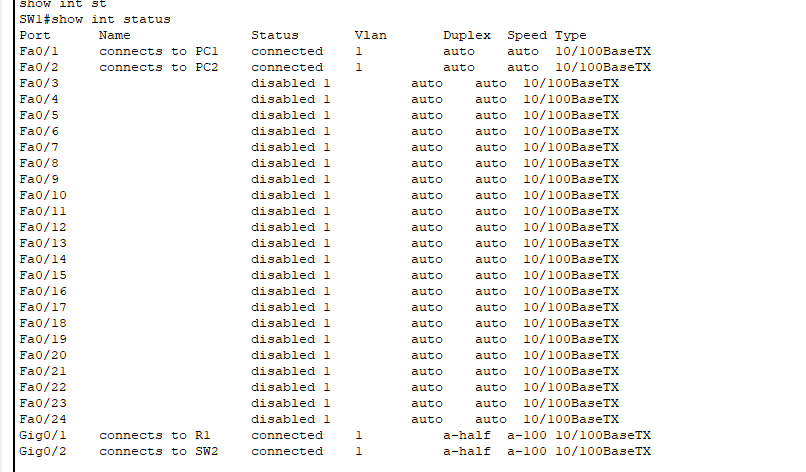 show int st
SW1#show int status
Port Name Status Vlan Duplex Speed Type
Fa0/1 connects to PC1 connected 1 auto auto 10/100BaseTX
Fa0/2 connects to PC2 connected 1 auto auto 10/100BaseTX
Fa0/3 disabled 1 auto auto 10/100BaseTX
Fa0/4 disabled 1 auto auto 10/100BaseTX
Fa0/5 disabled 1 auto auto 10/100BaseTX
Fa0/6 disabled 1 auto auto 10/100BaseTX
Fa0/7 disabled 1 auto auto 10/100BaseTX
Fa0/8 disabled 1 auto auto 10/100BaseTX
Fa0/9 disabled 1 auto auto 10/100BaseTX
Fa0/10 disabled 1 auto auto 10/100BaseTX
Fa0/11 disabled 1 auto auto 10/100BaseTX
Fa0/12 disabled 1 auto auto 10/100BaseTX
Fa0/13 disabled 1 auto auto 10/100BaseTX
Fa0/14 disabled 1 auto auto 10/100BaseTX
Fa0/15 disabled 1 auto auto 10/100BaseTX
Fa0/16 disabled 1 auto auto 10/100BaseTX
Fa0/17 disabled 1 auto auto 10/100BaseTX
Fa0/18 disabled 1 auto auto 10/100BaseTX
Fa0/19 disabled 1 auto auto 10/100BaseTX
Fa0/20 disabled 1 auto auto 10/100BaseTX
Fa0/21 disabled 1 auto auto 10/100BaseTX
Fa0/22 disabled 1 auto auto 10/100BaseTX
Fa0/23 disabled 1 auto auto 10/100BaseTX
Fa0/24 disabled 1 auto auto 10/100BaseTX
Gig0/1 connects to R1 connected 1 a-half a-100 10/100BaseTX
Gig0/2 connects to SW2 connected 1 a-half a-100 10/100BaseTX